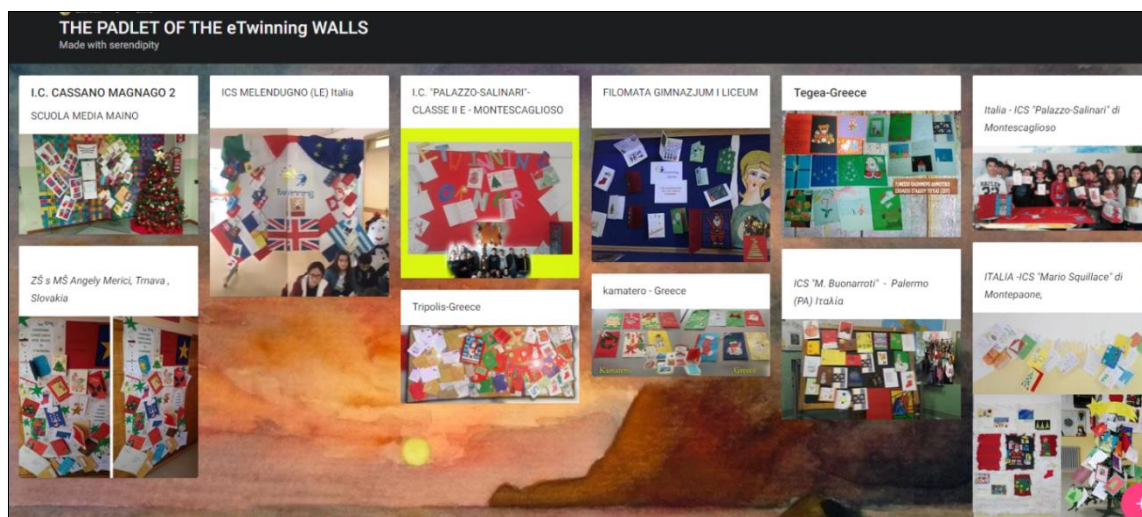 THE PADLET OF THE eTwinning WALLS
Made with serendipity
I.C. CASSANO MAGNAGO 2
SCUOLA MEDIA MAINO
ZŠ s MŠ Angely Merici, Trnava ,
Slovakia
ICS MELENDUGNO (LE) Italia
I.C. "PALAZZO-SALINARI"-
CLASSE II E - MONTESCAGLIOSO
Tripolis-Greece
FILOMATA GIMNAZJUM I LICEUM
kamatero - Greece
Kamatero
Greece
Tegea-Greece
ICS "M. Buonarroti" - Palermo
(PA) Ιταλία
Italia - ICS "Palazzo-Salinari" di
Montescaglioso
ITALIA -ICS "Mario Squillace" di
Montepaone,